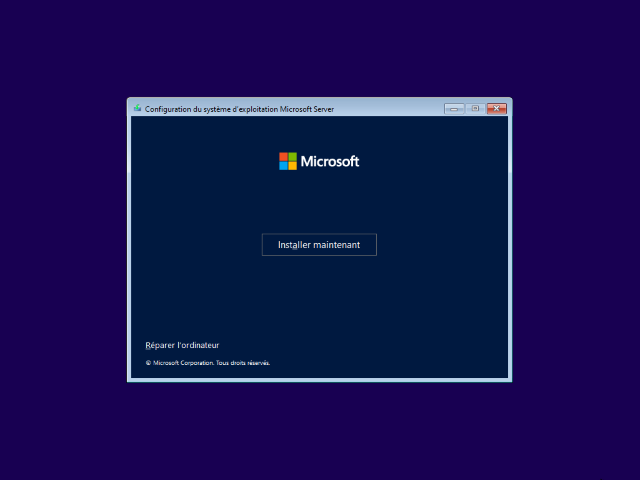 Configuration du système d'exploitation Microsoft Server
Microsoft
Installer maintenant
Réparer l'ordinateur
© Microsoft Corporation. Tous droits réservés.